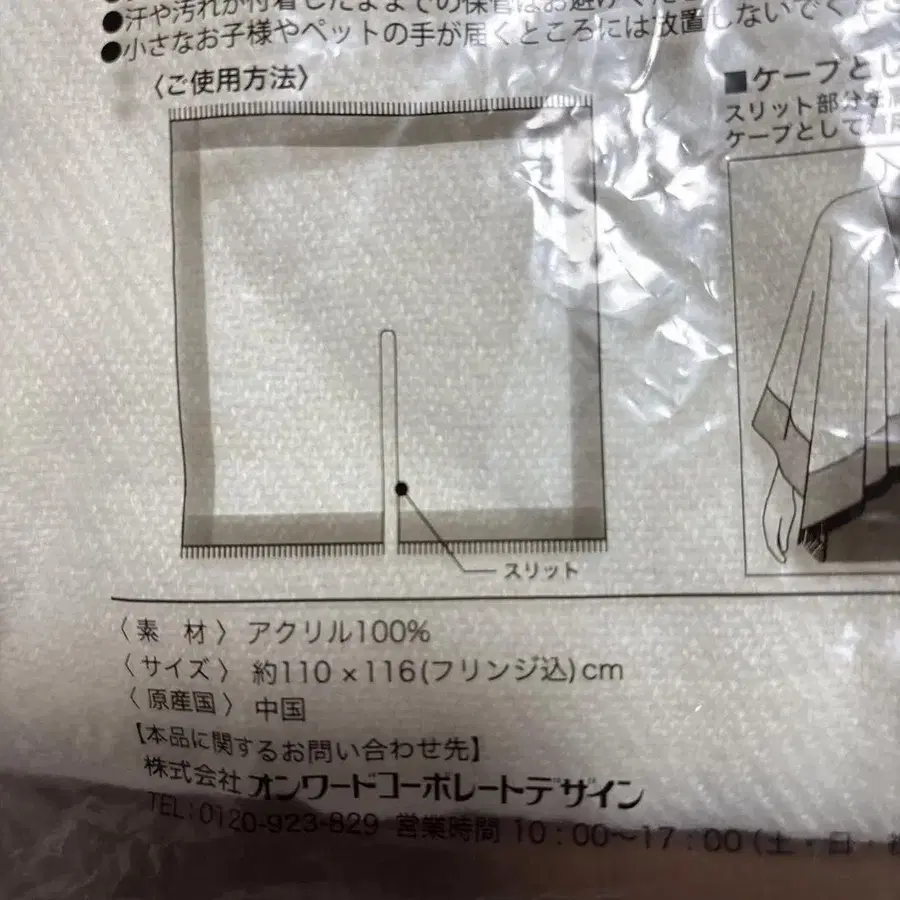 ●汗や汚れが付着したままでの保管はお避けくださ
●小さなお子様やペットの手が届くところには放置しないでくださ
〈ご使用方法〉
■ケープとし
スリット部分を
ケープとして着用
スリット
〈素 材〉 アクリル100%
〈サイズ〉 約110×116(フリンジ込)cm
〈原産国〉 中国
【本品に関するお問い合わせ先】
株式会社 オンワードコーポレートデザイン
TEL:0120-923-829 営業時間 10:00〜17:00(土・日・祝